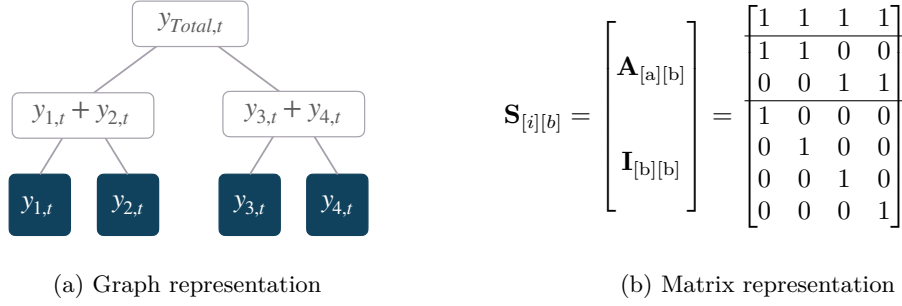 y_{Total,t}
y_{1,t} + y_{2,t} y_{3,t} + y_{4,t}
y_{1,t} y_{2,t} y_{3,t} y_{4,t}
(a) Graph representation
S_{[i][b]} = [ A_{[a][b]} I_{[b][b]} ] =
1 1 1 1
1 1 0 0
0 0 1 1
1 0 0 0
0 1 0 0
0 0 1 0
0 0 0 1
(b) Matrix representation